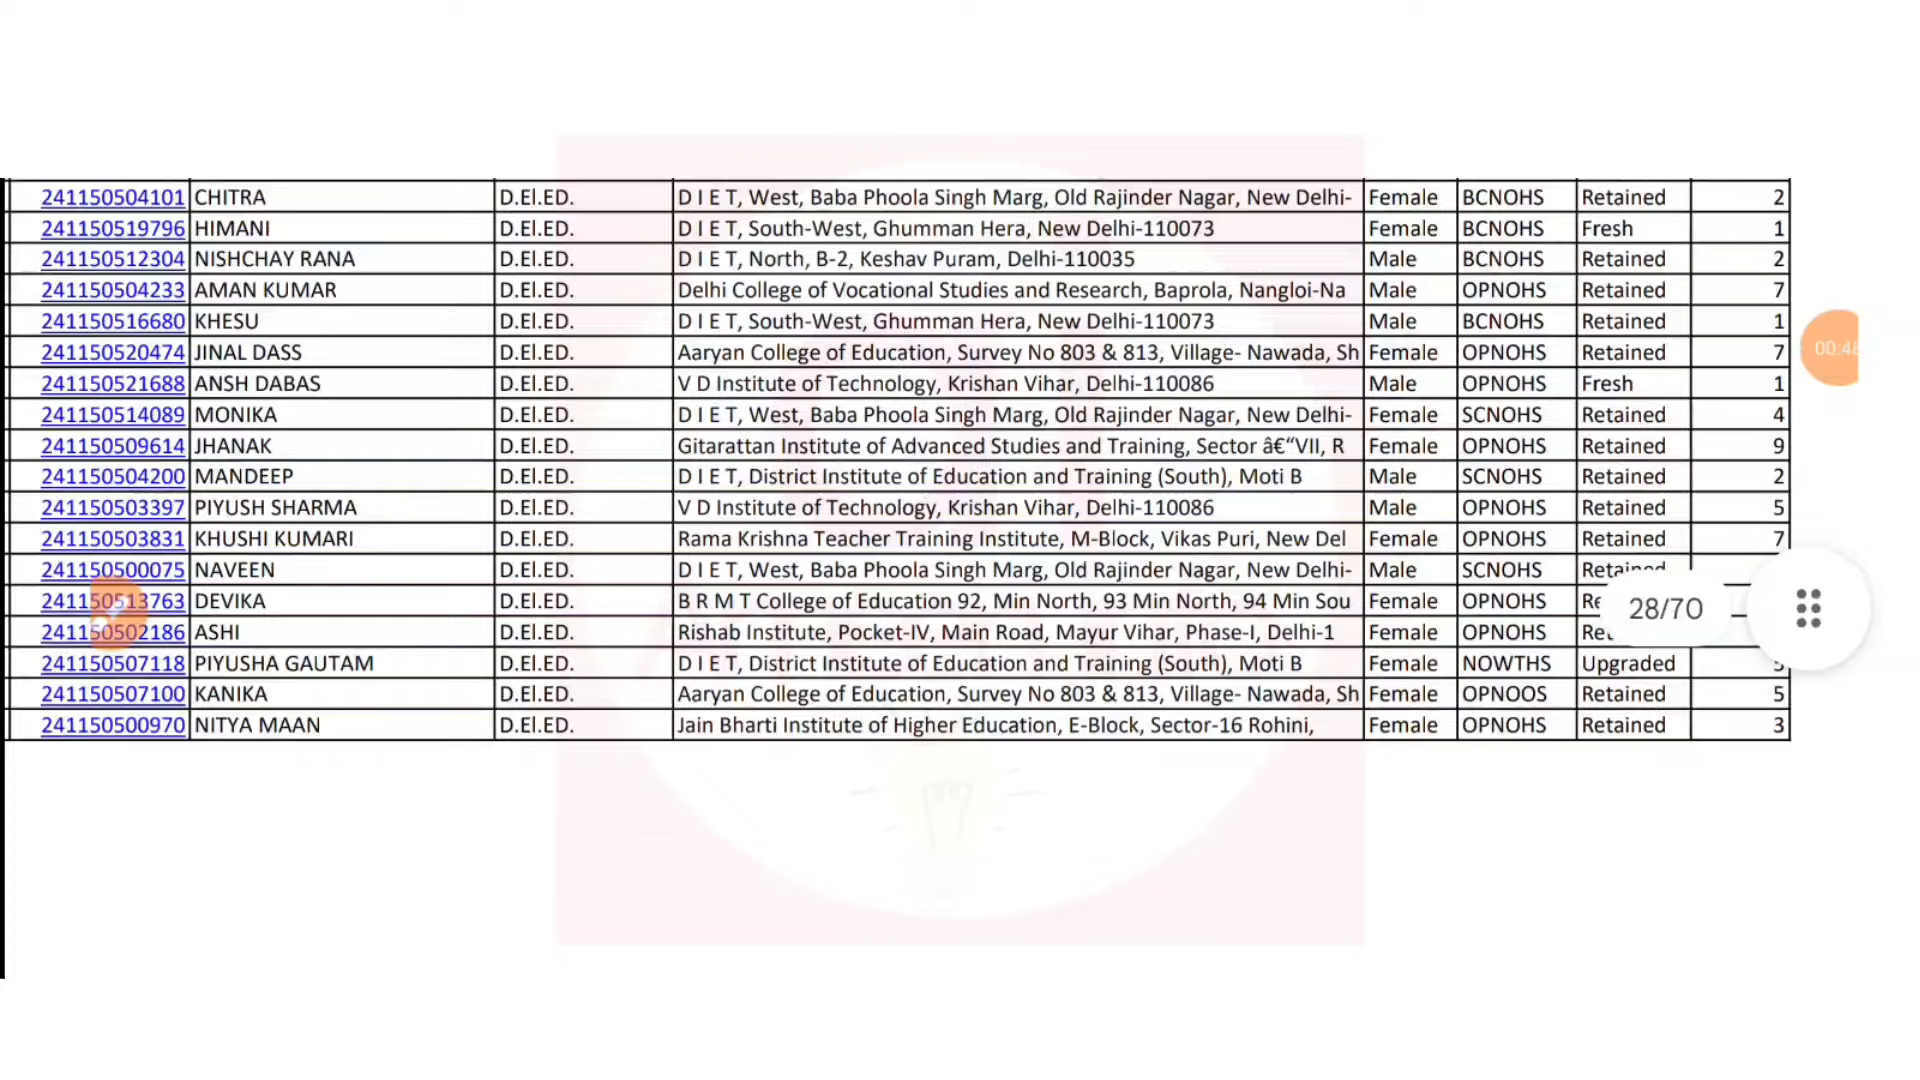 241150504101 CHITRA D.El.ED. D I E T, West, Baba Phoola Singh Marg, Old Rajinder Nagar, New Delhi- Female BCNOHS Retained 2
241150519796 HIMANI D.El.ED. D I E T, South-West, Ghumman Hera, New Delhi-110073 Female BCNOHS Fresh 1
241150512304 NISHCHAY RANA D.El.ED. D I E T, North, B-2, Keshav Puram, Delhi-110035 Male BCNOHS Retained 2
241150504233 AMAN KUMAR D.El.ED. Delhi College of Vocational Studies and Research, Baprola, Nangloi-Na Male OPNOHS Retained 7
241150516680 KHESU D.El.ED. D I E T, South-West, Ghumman Hera, New Delhi-110073 Male BCNOHS Retained 1
241150520474 JINAL DASS D.El.ED. Aaryan College of Education, Survey No 803 & 813, Village- Nawada, Sh Female OPNOHS Retained 7
241150521688 ANSH DABAS D.El.ED. V D Institute of Technology, Krishan Vihar, Delhi-110086 Male OPNOHS Fresh 1
241150514089 MONIKA D.El.ED. D I E T, West, Baba Phoola Singh Marg, Old Rajinder Nagar, New Delhi- Female SCNOHS Retained 4
241150509614 JHANAK D.El.ED. Gitarattan Institute of Advanced Studies and Training, Sector â€“VII, R Female OPNOHS Retained 9
241150504200 MANDEEP D.El.ED. D I E T, District Institute of Education and Training (South), Moti B Male SCNOHS Retained 2
241150503397 PIYUSH SHARMA D.El.ED. V D Institute of Technology, Krishan Vihar, Delhi-110086 Male OPNOHS Retained 5
241150503831 KHUSHI KUMARI D.El.ED. Rama Krishna Teacher Training Institute, M-Block, Vikas Puri, New Del Female OPNOHS Retained 7
241150500075 NAVEEN D.El.ED. D I E T, West, Baba Phoola Singh Marg, Old Rajinder Nagar, New Delhi- Male SCNOHS Retained
241150513763 DEVIKA D.El.ED. B R M T College of Education 92, Min North, 93 Min North, 94 Min Sou Female OPNOHS
241150502186 ASHI D.El.ED. Rishab Institute, Pocket-IV, Main Road, Mayur Vihar, Phase-I, Delhi-1 Female OPNOHS
241150507118 PIYUSHA GAUTAM D.El.ED. D I E T, District Institute of Education and Training (South), Moti B Female NOWTHS Upgraded
241150507100 KANIKA D.El.ED. Aaryan College of Education, Survey No 803 & 813, Village- Nawada, Sh Female OPNOOS Retained 5
241150500970 NITYA MAAN D.El.ED. Jain Bharti Institute of Higher Education, E-Block, Sector-16 Rohini, Female OPNOHS Retained 3
00:48
28/70